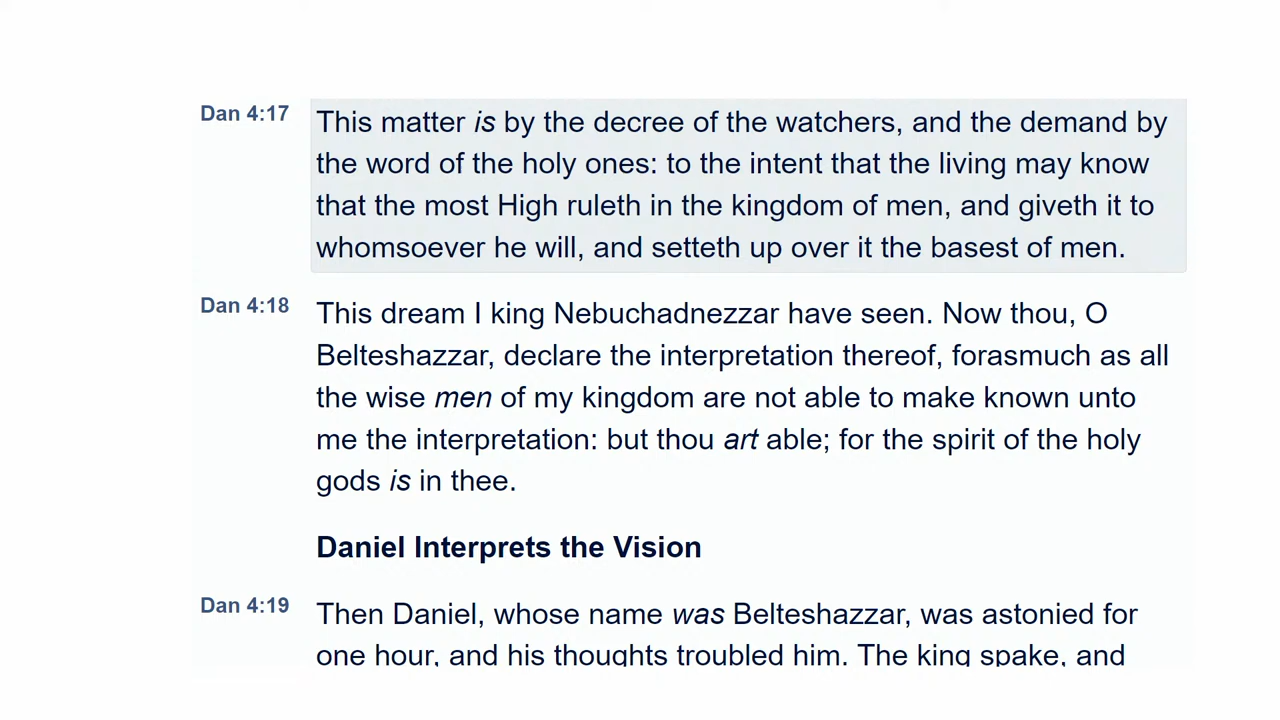 Dan 4:17 This matter is by the decree of the watchers, and the demand by
the word of the holy ones: to the intent that the living may know
that the most High ruleth in the kingdom of men, and giveth it to
whomsoever he will, and setteth up over it the basest of men.
Dan 4:18 This dream I king Nebuchadnezzar have seen. Now thou, O
Belteshazzar, declare the interpretation thereof, forasmuch as all
the wise men of my kingdom are not able to make known unto
me the interpretation: but thou art able; for the spirit of the holy
gods is in thee.
Daniel Interprets the Vision
Dan 4:19 Then Daniel, whose name was Belteshazzar, was astonied for
one hour, and his thoughts troubled him. The king spake, and